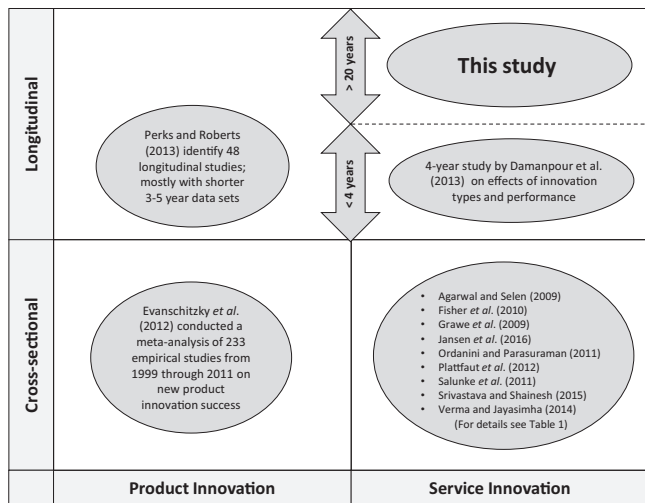 Longitudinal
> 20 years
This study
Perks and Roberts
(2013) identify 48
longitudinal studies;
mostly with shorter
3-5 year data sets
< 4 years
4-year study by Damanpour et al.
(2013) on effects of innovation
types and performance
Cross-sectional
Evanschitzky et al.
(2012) conducted a
meta-analysis of 233
empirical studies from
1999 through 2011 on
new product
innovation success
• Agarwal and Selen (2009)
• Fisher et al. (2010)
• Grawe et al. (2009)
• Jansen et al. (2016)
• Ordanini and Parasuraman (2011)
• Plattfaut et al. (2012)
• Salunke et al. (2011)
• Srivastava and Shainesh (2015)
• Verma and Jayasimha (2014)
(For details see Table 1)
Product Innovation
Service Innovation